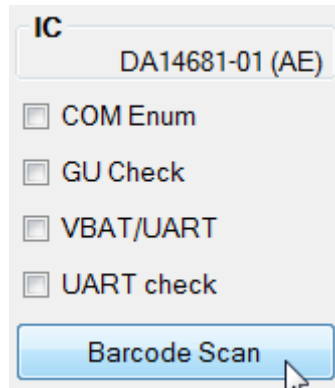 IC
DA14681-01 (AE)
COM Enum
GU Check
VBAT/UART
UART check
Barcode Scan